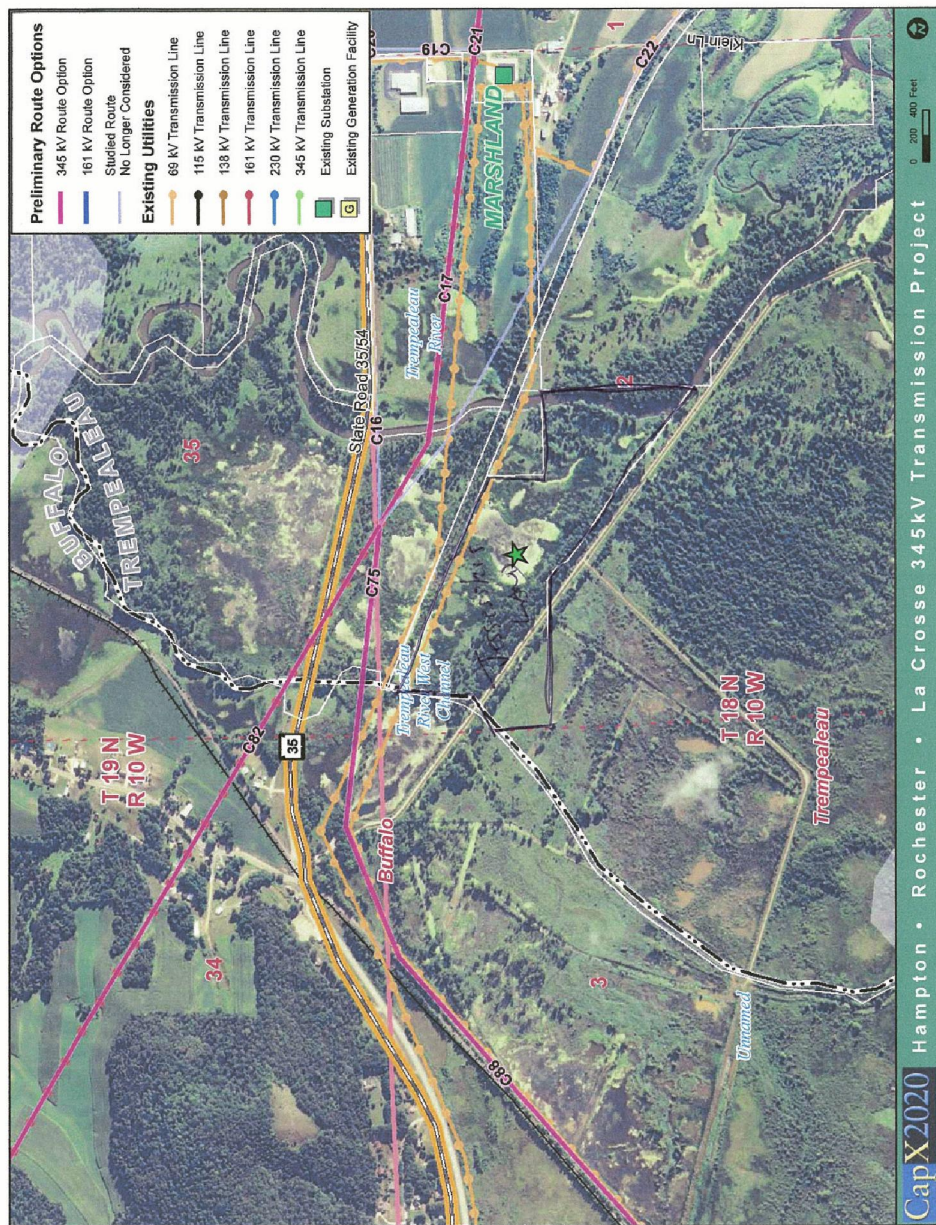 Preliminary Route Options
345 kV Route Option
161 kV Route Option
Studied Route
No Longer Considered
Existing Utilities
69 kV Transmission Line
115 kV Transmission Line
138 kV Transmission Line
161 kV Transmission Line
230 kV Transmission Line
345 kV Transmission Line
Existing Substation
G Existing Generation Facility
BUFFALO
TREMPEALEAU
T 19 N
R 10 W
34
35
C82
35
State Road 35/54
C16
C75
Trempealeau
River
C17
C19
C21
MARSHLAND
C22
1
Klein Ln
Buffalo
Trempealeau
River West
Channel
2
C88
3
T 18 N
R 10 W
Unnamed
Trempealeau
0 200 400 Feet
CapX2020 Hampton • Rochester • La Crosse 345kV Transmission Project